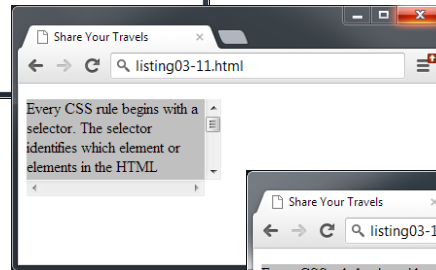 Share Your Travels
listing03-11.html
Every CSS rule begins with a
selector. The selector
identifies which element or
elements in the HTML
Share Your Travels
listing03-1